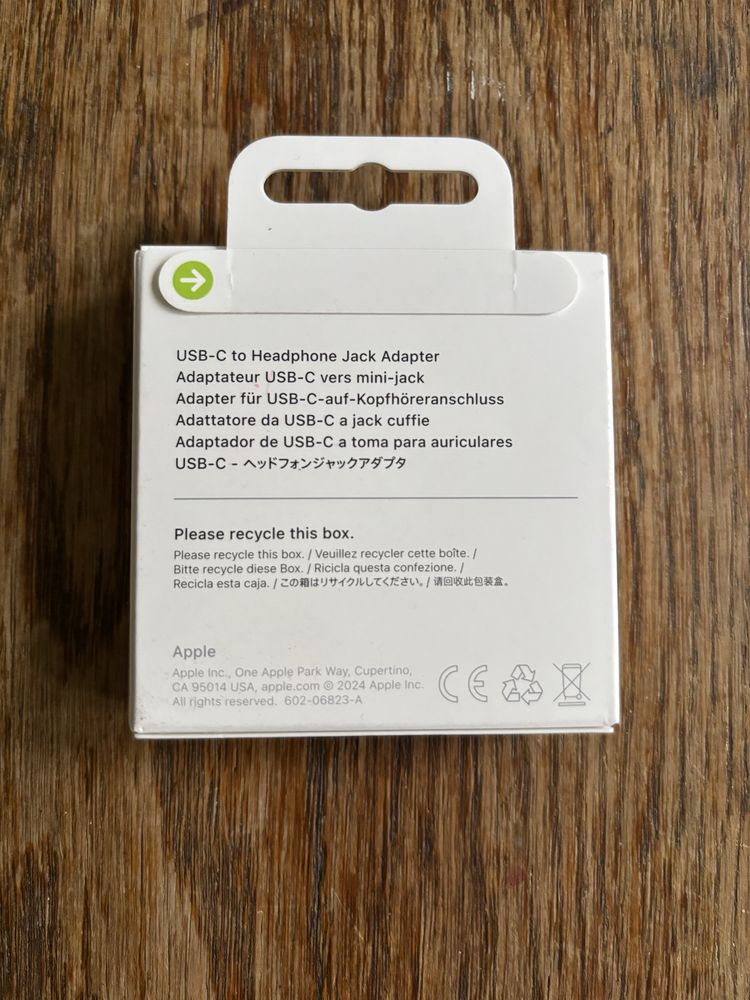 USB-C to Headphone Jack Adapter
Adaptateur USB-C vers mini-jack
Adapter für USB-C-auf-Kopfhöreranschluss
Adattatore da USB-C a jack cuffie
Adaptador de USB-C a toma para auriculares
USB-C - ヘッドフォンジャックアダプタ
Please recycle this box.
Please recycle this box. / Veuillez recycler cette boîte. /
Bitte recycle diese Box. / Ricicla questa confezione. /
Recicla esta caja. / この箱はリサイクルしてください。/ 请回收此包装盒。
Apple
Apple Inc., One Apple Park Way, Cupertino,
CA 95014 USA, apple.com © 2024 Apple Inc.
All rights reserved. 602-06823-A
CE